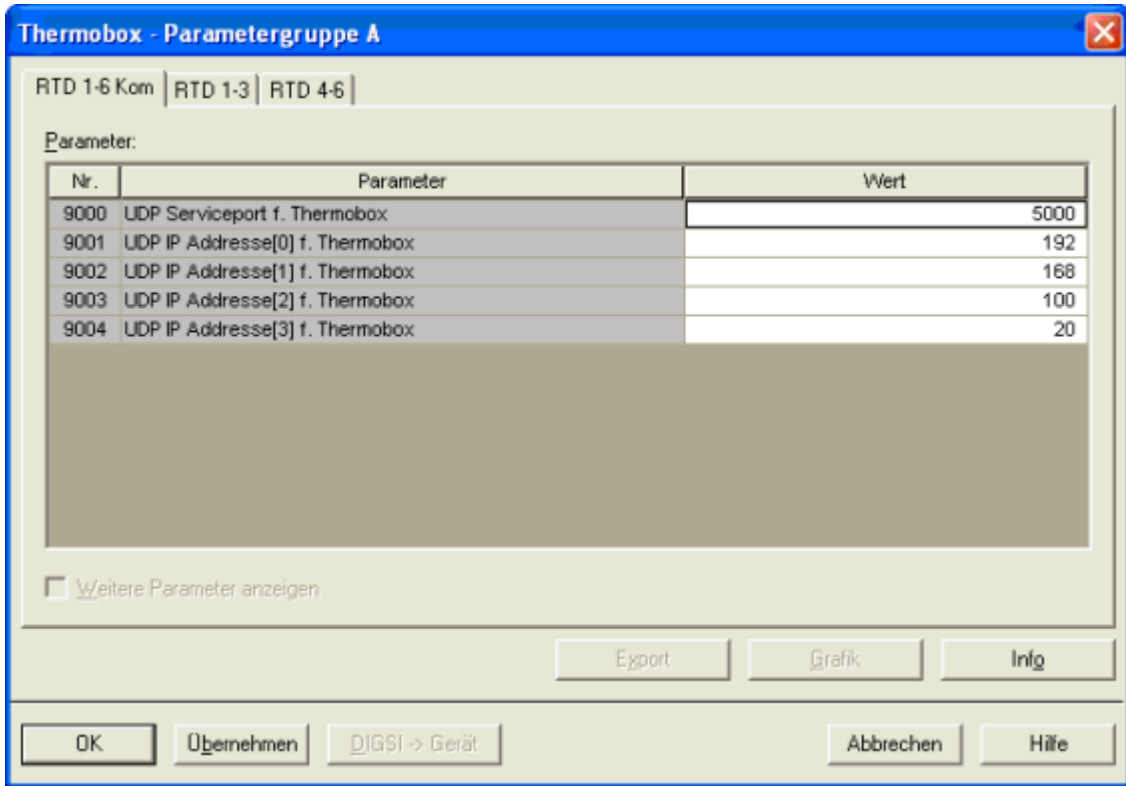 Thermobox - Parametergruppe A
RTD 1-6 Kom RTD 1-3 RTD 4-6
Parameter:
Nr. Parameter Wert
9000 UDP Serviceport f. Thermobox 5000
9001 UDP IP Addresse[0] f. Thermobox 192
9002 UDP IP Addresse[1] f. Thermobox 168
9003 UDP IP Addresse[2] f. Thermobox 100
9004 UDP IP Addresse[3] f. Thermobox 20
Weitere Parameter anzeigen
Export Grafik Info
OK Übernehmen DIGSI -> Gerät Abbrechen Hilfe